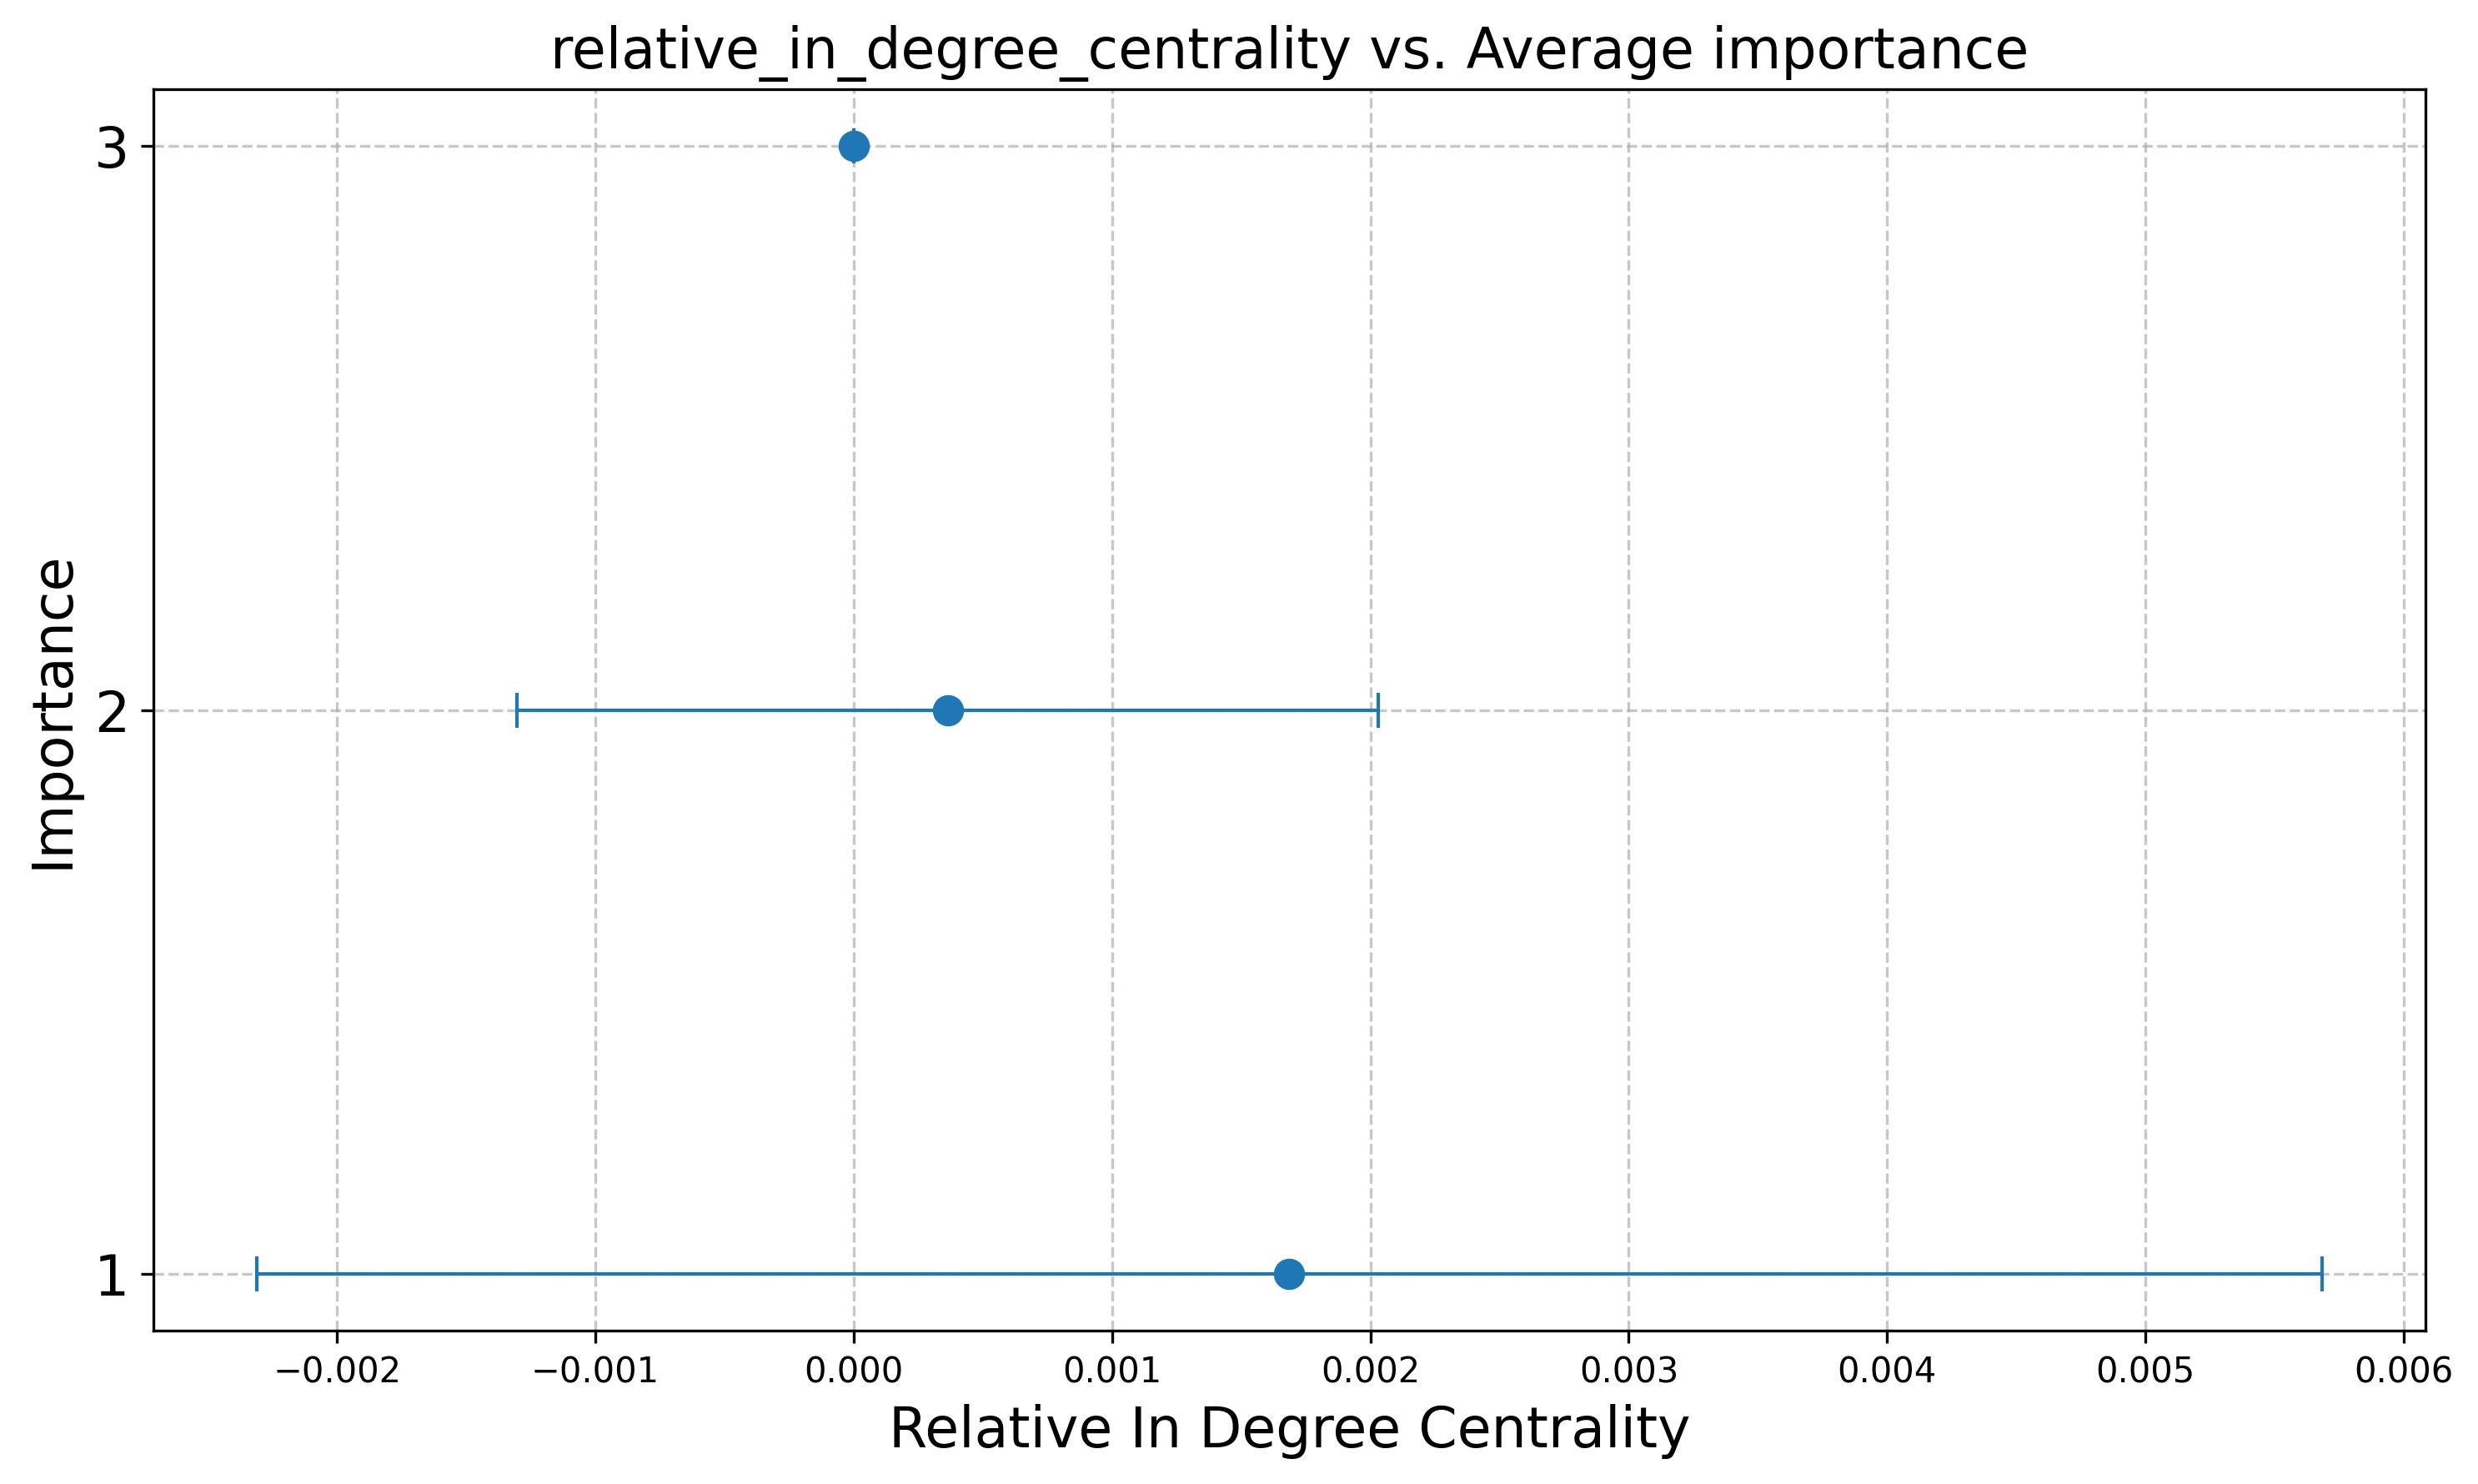 relative_in_degree_centrality vs. Average importance
3
2
1
Importance
−0.002 −0.001 0.000 0.001 0.002 0.003 0.004 0.005 0.006
Relative In Degree Centrality